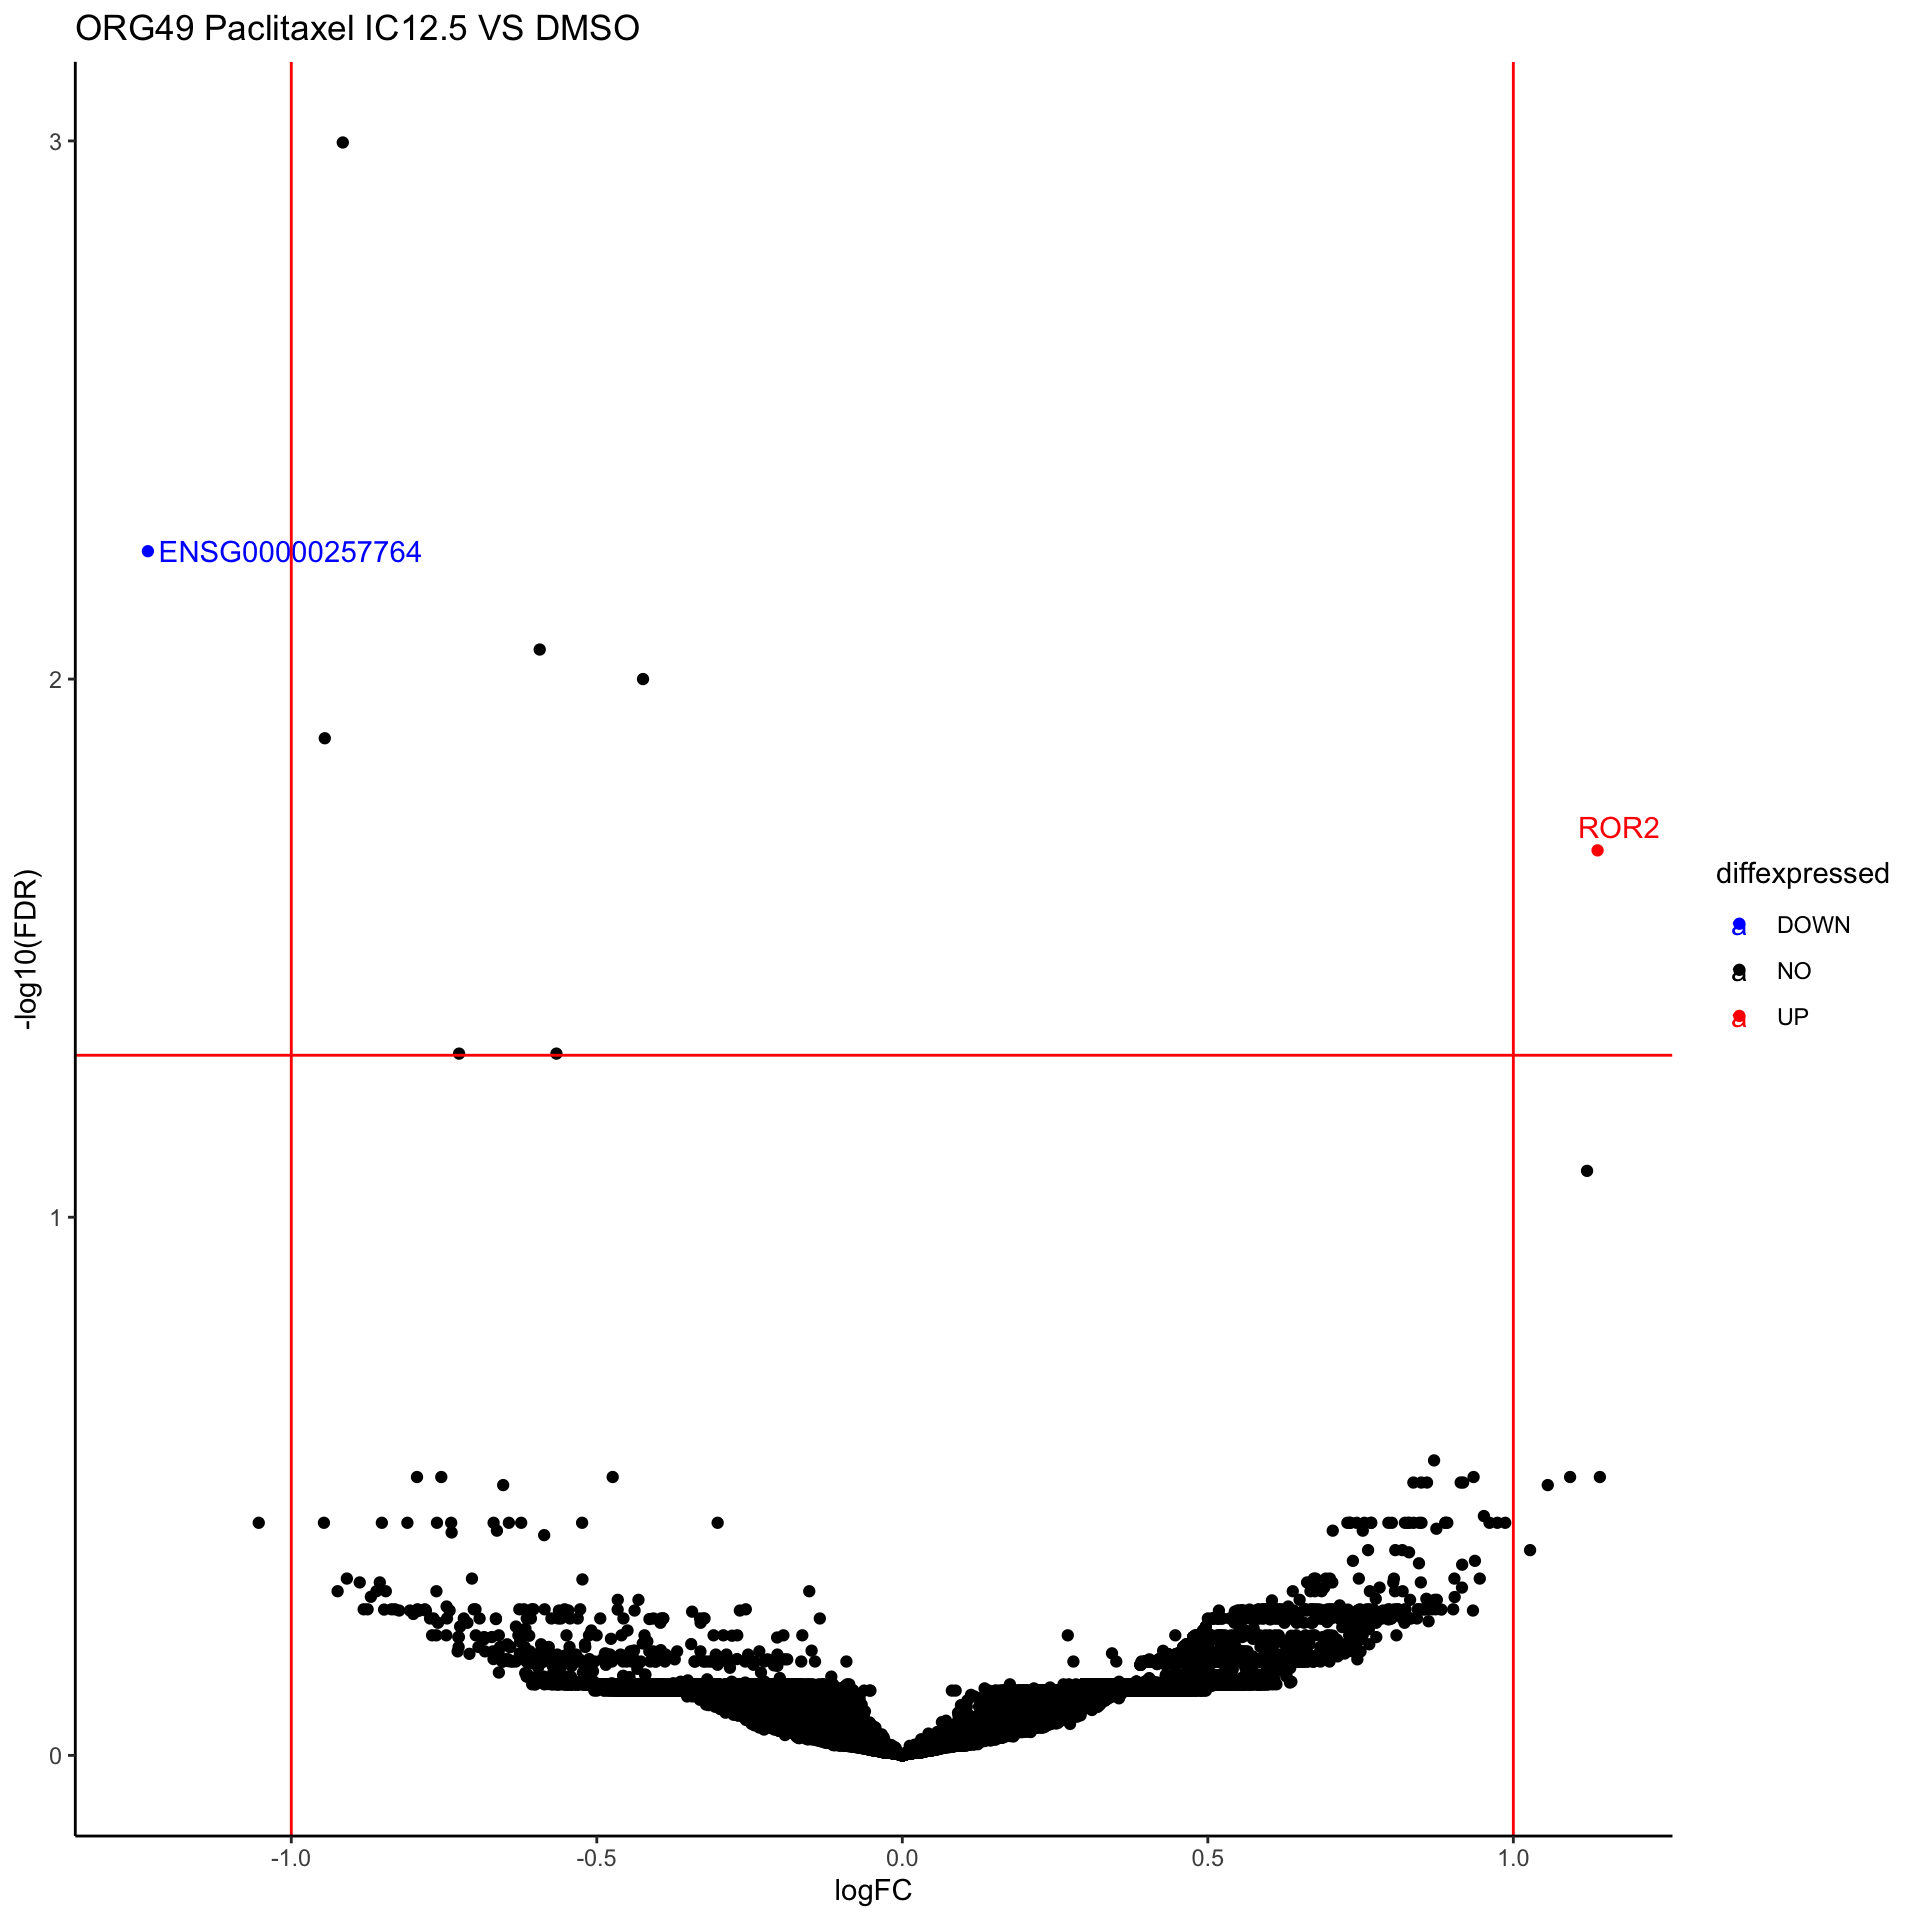 ORG49 Paclitaxel IC12.5 VS DMSO
3
ENSG00000257764
2
ROR2
-log10(FDR)
diffexpressed
a DOWN
a NO
a UP
1
0
-1.0 -0.5 0.0 0.5 1.0
logFC